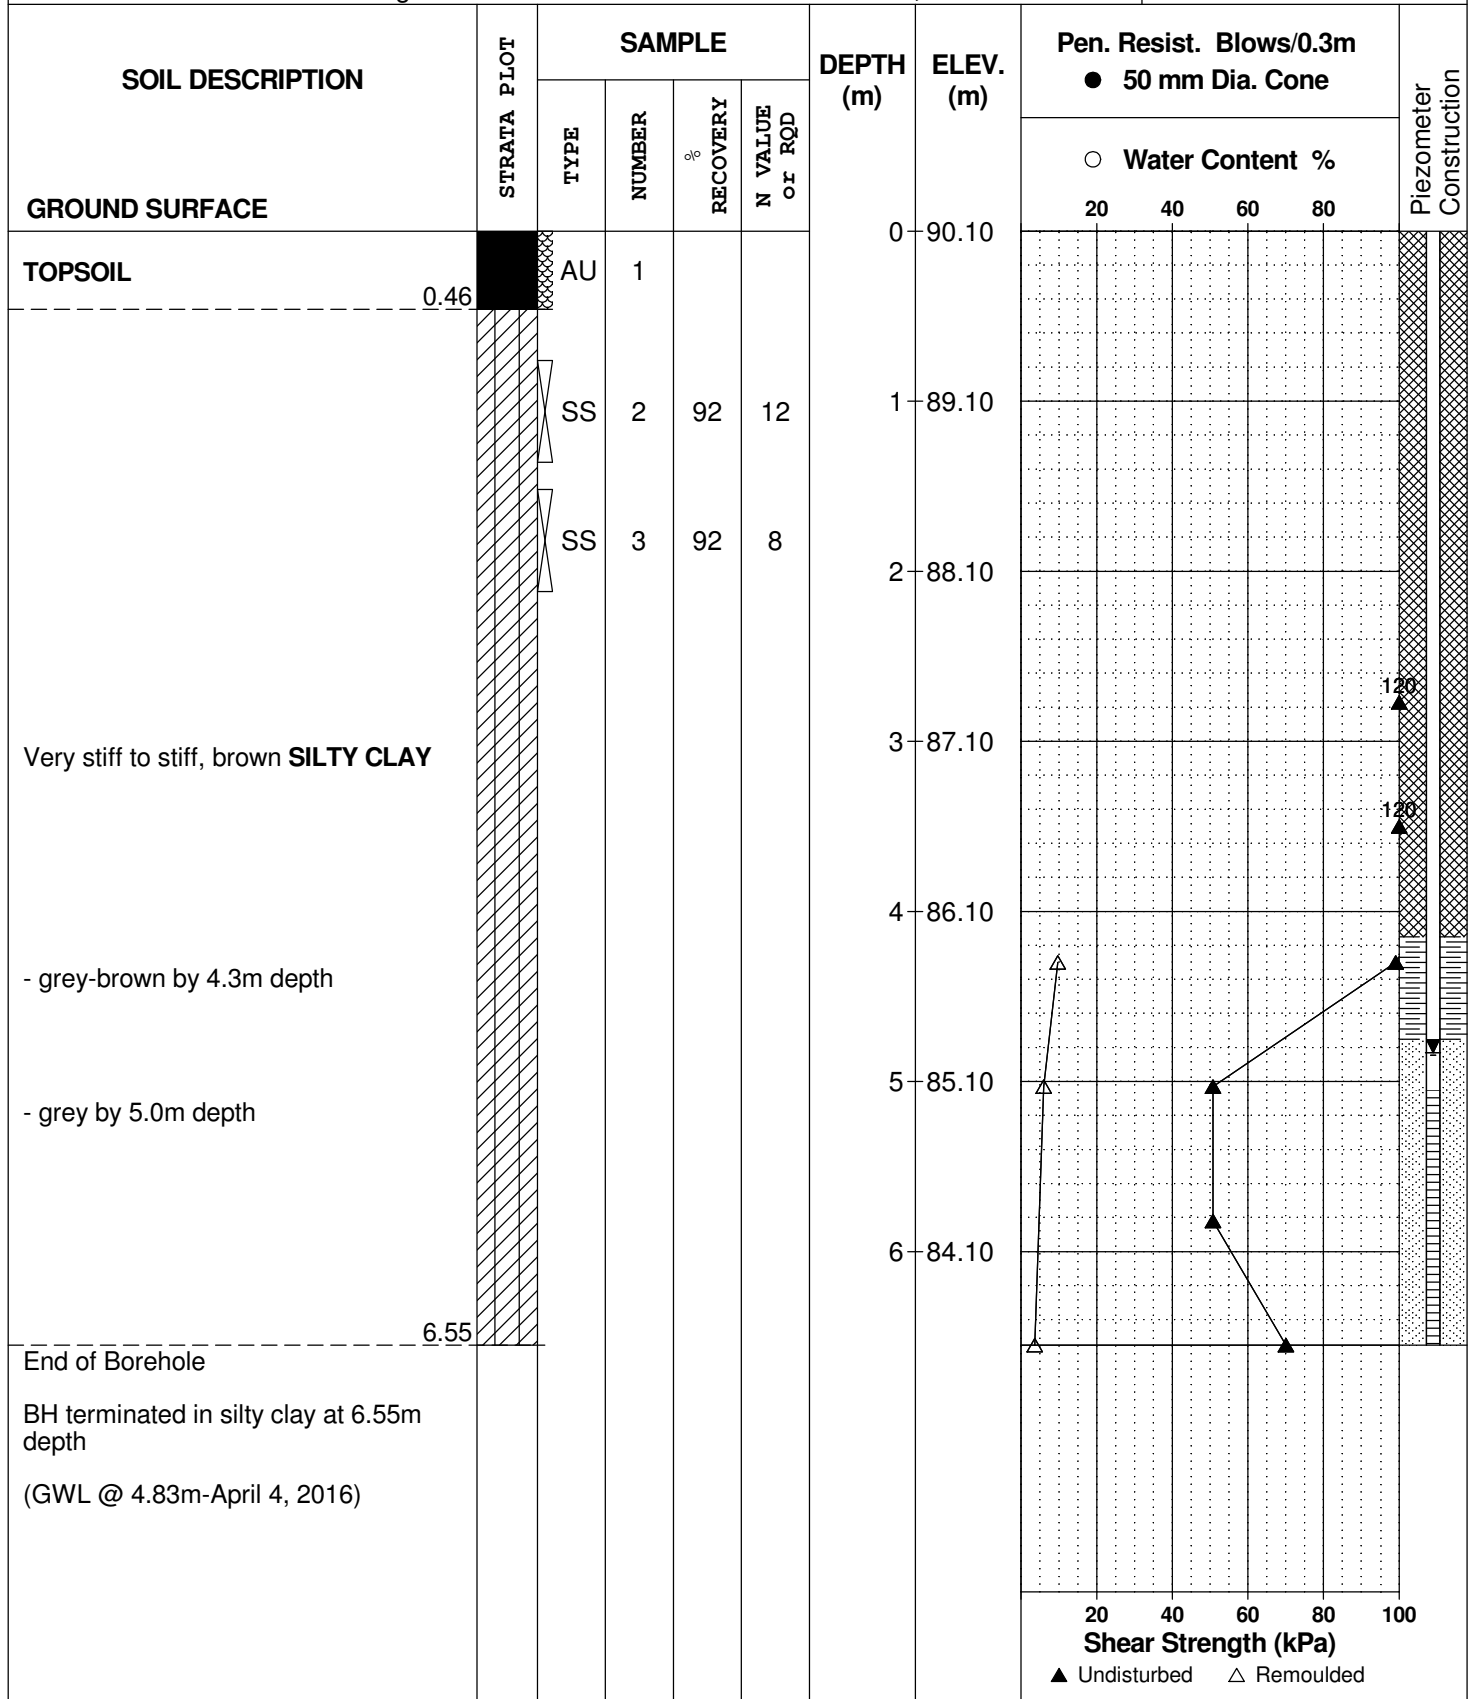 SOIL DESCRIPTION
GROUND SURFACE
STRATA PLOT
SAMPLE
TYPE
NUMBER
%
RECOVERY
N VALUE
or RQD
DEPTH
(m)
ELEV.
(m)
Pen. Resist. Blows/0.3m
● 50 mm Dia. Cone
○ Water Content %
20 40 60 80
Piezometer
Construction
0 90.10
TOPSOIL
AU 1
0.46
SS 2 92 12
1 89.10
SS 3 92 8
2 88.10
120
3 87.10
Very stiff to stiff, brown SILTY CLAY
120
4 86.10
- grey-brown by 4.3m depth
5 85.10
- grey by 5.0m depth
6 84.10
6.55
End of Borehole
BH terminated in silty clay at 6.55m
depth
(GWL @ 4.83m-April 4, 2016)
20 40 60 80 100
Shear Strength (kPa)
▲ Undisturbed △ Remoulded